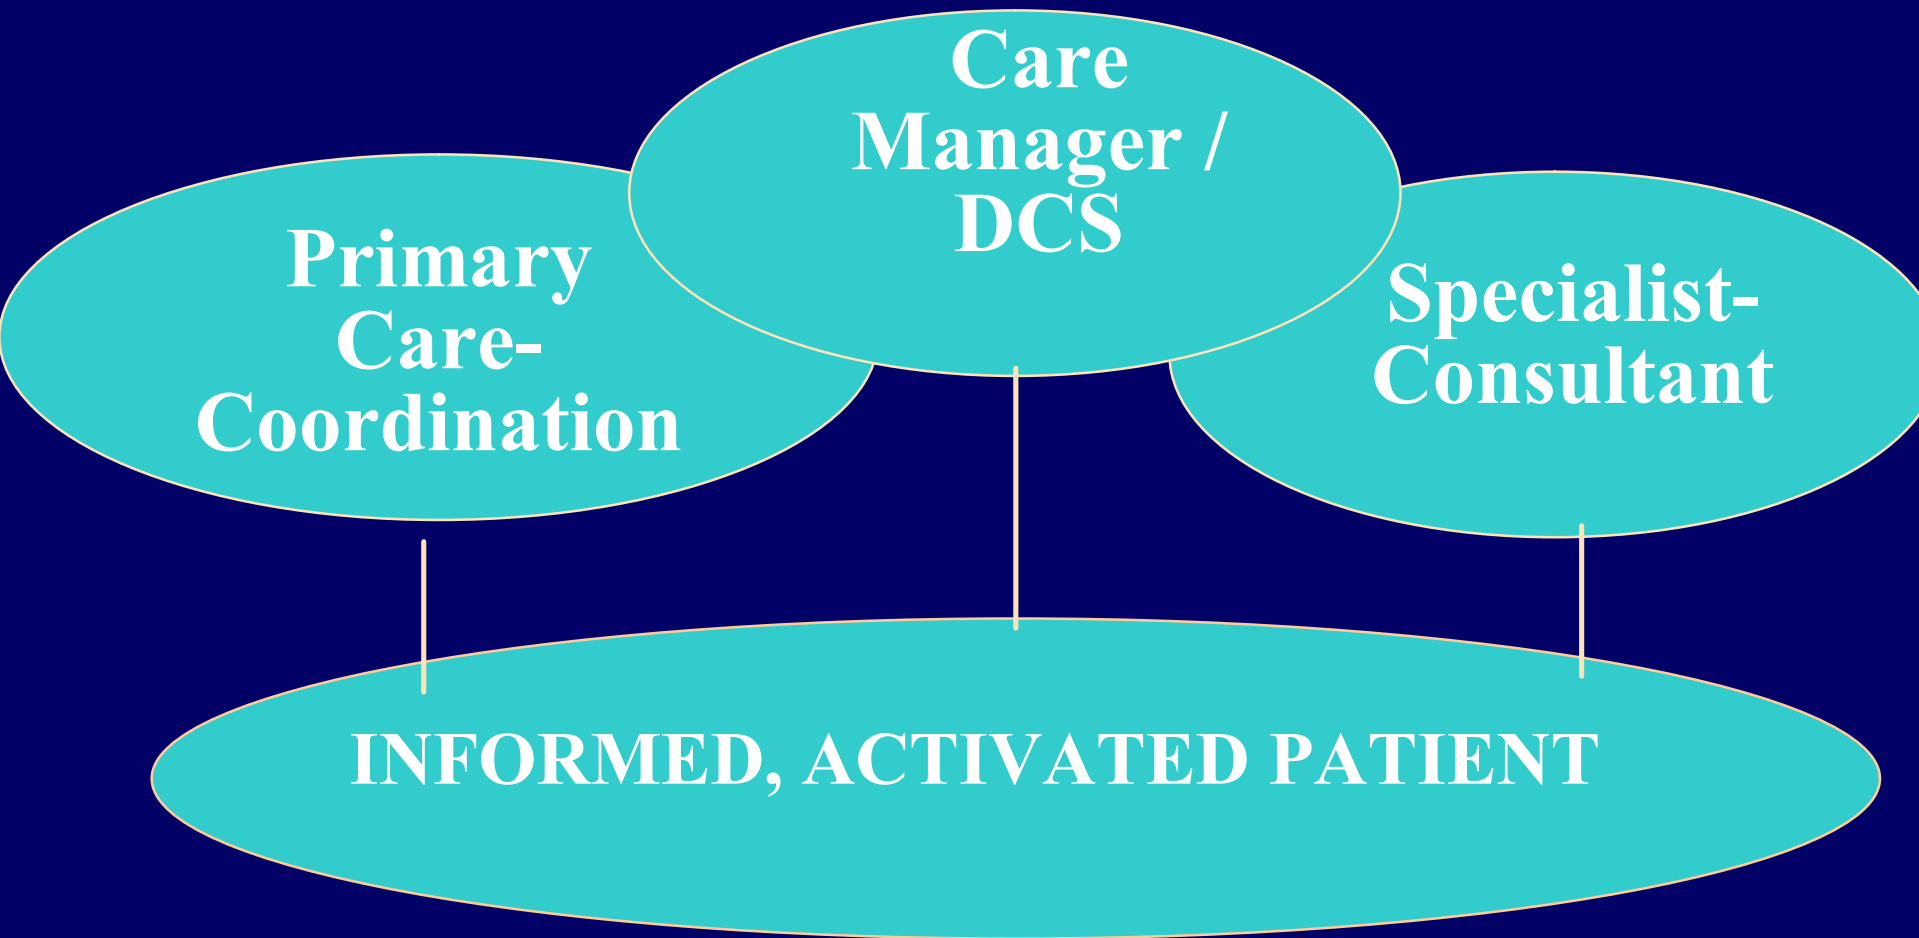 Care
Manager /
DCS
Primary
Care-
Coordination
Specialist-
Consultant
INFORMED, ACTIVATED PATIENT